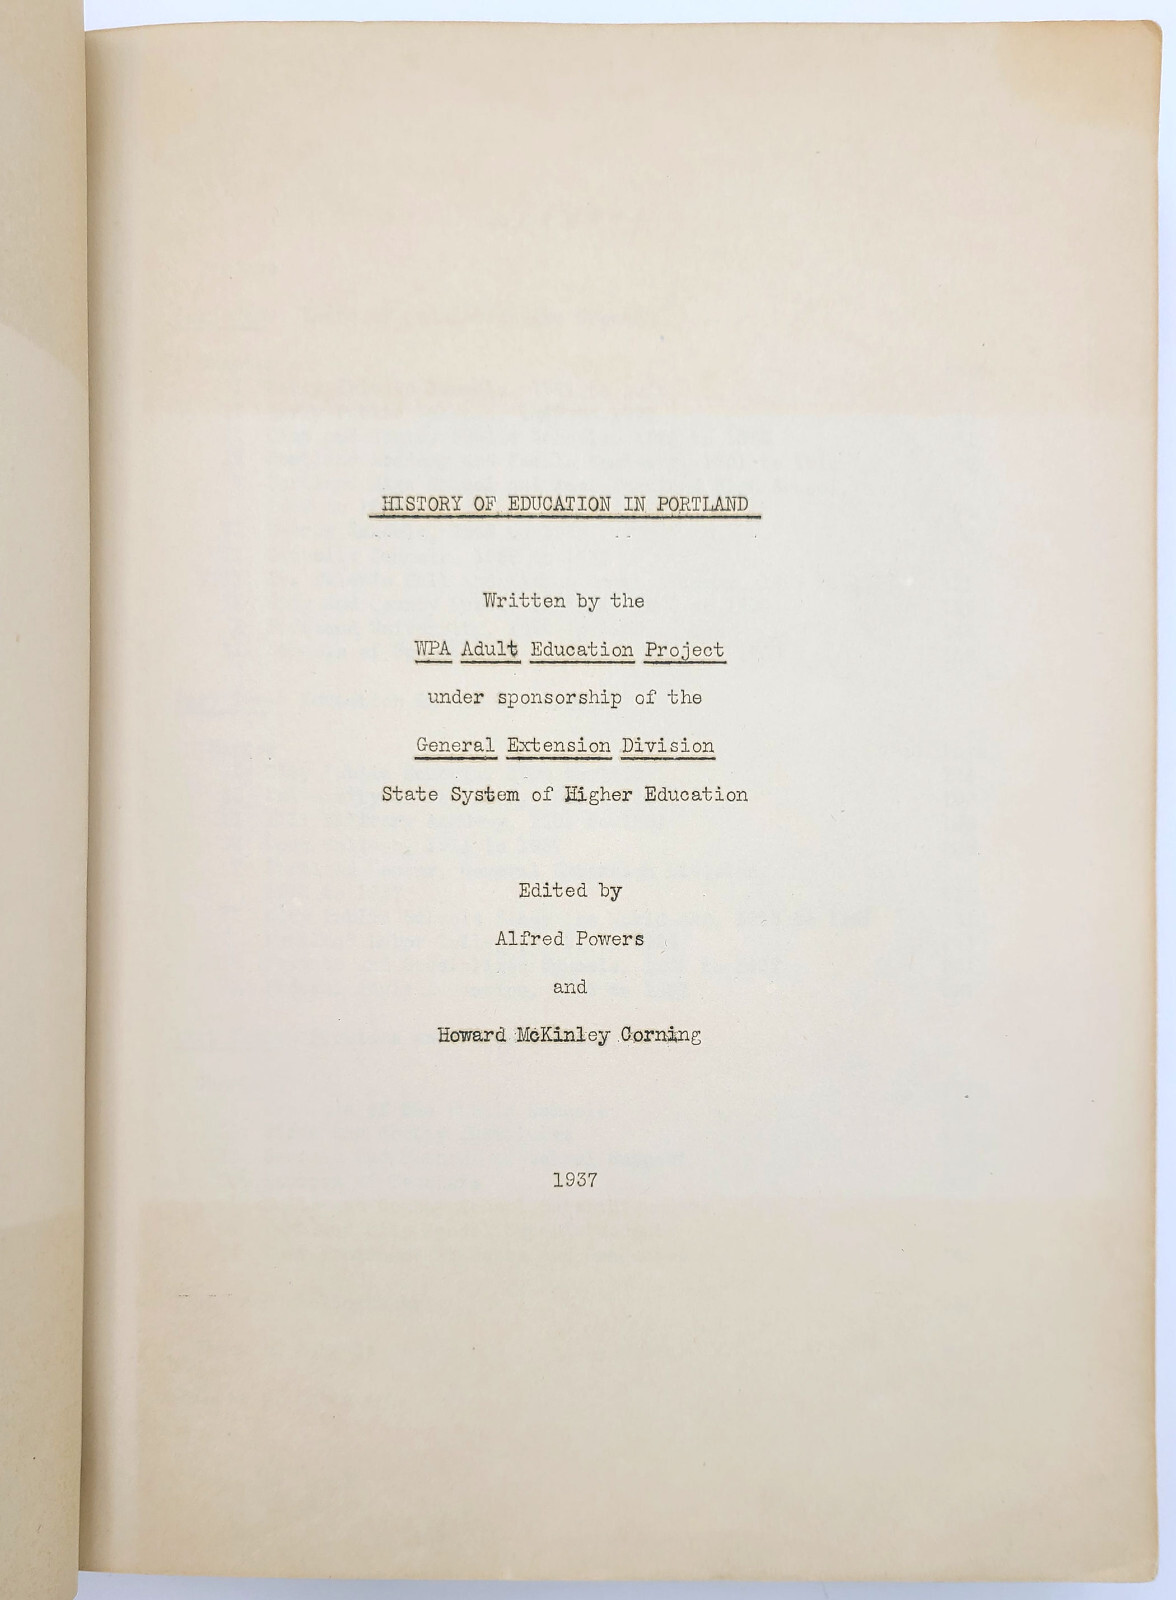 HISTORY OF EDUCATION IN PORTLAND
Written by the
WPA Adult Education Project
under sponsorship of the
General Extension Division
State System of Higher Education
Edited by
Alfred Powers
and
Howard McKinley Corning
1937